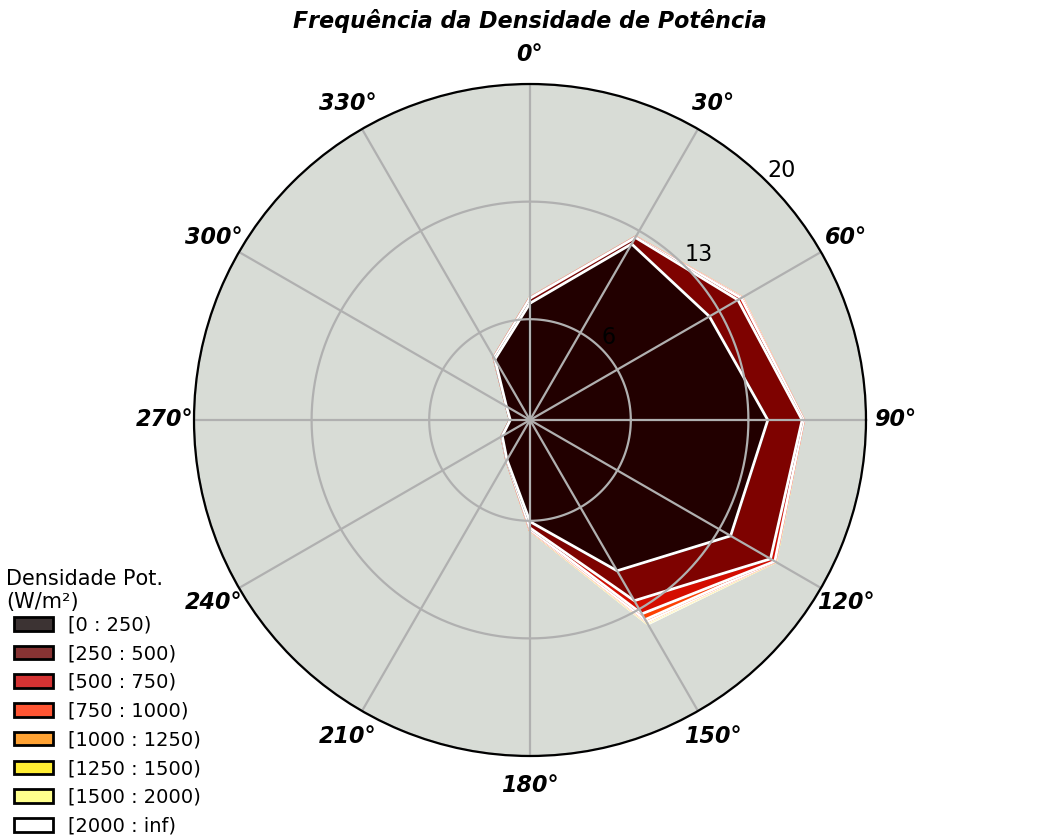 Frequência da Densidade de Potência
0°
330°
30°
20
300°
60°
13
6
270°
90°
240°
120°
210°
150°
180°
Densidade Pot.
(W/m²)
[0 : 250)
[250 : 500)
[500 : 750)
[750 : 1000)
[1000 : 1250)
[1250 : 1500)
[1500 : 2000)
[2000 : inf)